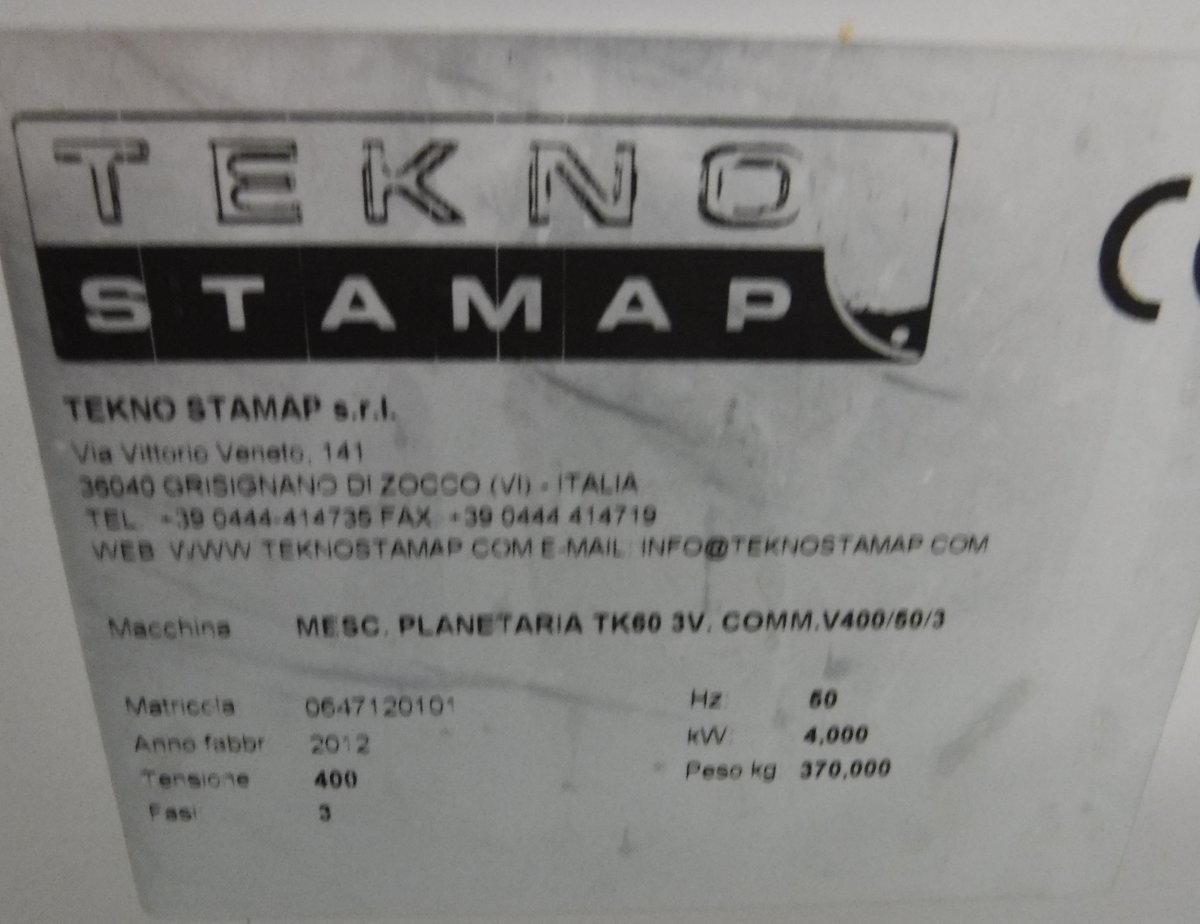 TEKNO
STAMAP
CE
TEKNO STAMAP s.r.l.
Via Vittorio Veneto, 141
36040 GRISIGNANO DI ZOCCO (VI) - ITALIA
TEL. +39 0444-414735 FAX. +39 0444 414719
WEB. WWW.TEKNOSTAMAP.COM E-MAIL: INFO@TEKNOSTAMAP.COM
Macchina MESC. PLANETARIA TK60 3V. COMM.V400/50/3
Matricola 0647120101 Hz: 50
Anno fabbr 2012 kW: 4,000
Tensione 400 Peso kg 370,000
Fasi 3